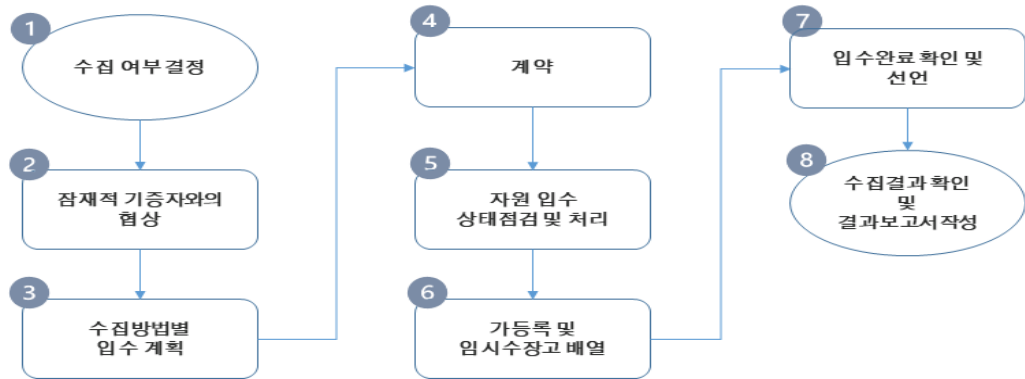 1
수집 여부 결정
2
잠재적 기증자와의
협상
3
수집방법별
입수 계획
4
계약
5
자원 입수
상태점검 및 처리
6
가등록 및
임시수장고 배열
7
입수완료 확인 및
선언
8
수집결과 확인
및
결과보고서작성